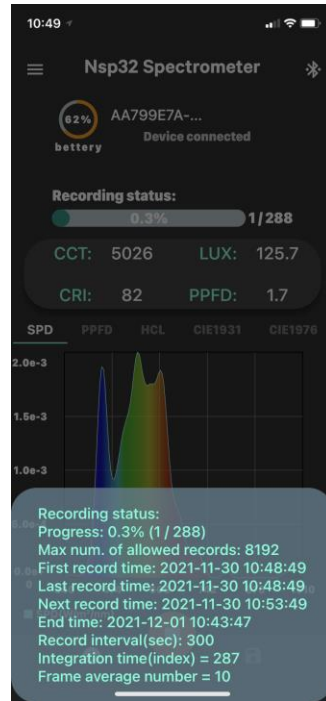 10:49
Nsp32 Spectrometer
62%
AA799E7A-...
Device connected
bettery
Recording status:
0.3%
1/288
CCT: 5026 LUX: 125.7
CRI: 82 PPFD: 1.7
SPD PPFD HCL CIE1931 CIE1976
2.0e-3
1.5e-3
1.0e-3
Recording status:
Progress: 0.3% (1 / 288)
Max num. of allowed records: 8192
First record time: 2021-11-30 10:48:49
Last record time: 2021-11-30 10:48:49
Next record time: 2021-11-30 10:53:49
End time: 2021-12-01 10:43:47
Record interval(sec): 300
Integration time(index) = 287
Frame average number = 10